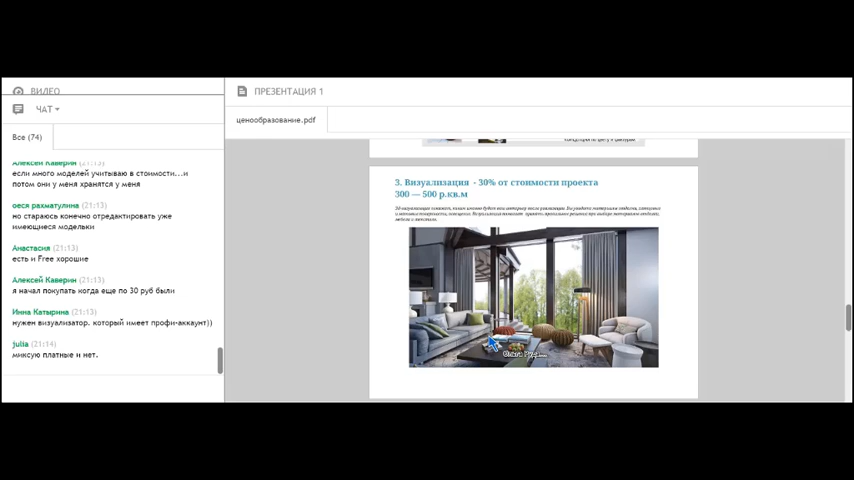 ВИДЕО
ЧАТ
Все (74)
Алексей Каверин (21:13)
если много моделей учитываю в стоимости...и
потом они у меня хранятся у меня
олеся рахматулина (21:13)
но стараюсь конечно отредактировать уже
имеющиеся модельки
Анастасия (21:13)
есть и Free хорошие
Алексей Каверин (21:13)
я начал покупать когда еще по 30 руб были
Инна Катырина (21:13)
нужен визуализатор. который имеет профи-аккаунт))
julia (21:14)
миксую платные и нет.
ПРЕЗЕНТАЦИЯ 1
ценообразование.pdf
3. Визуализация - 30% от стоимости проекта
300 — 500 р.кв.м